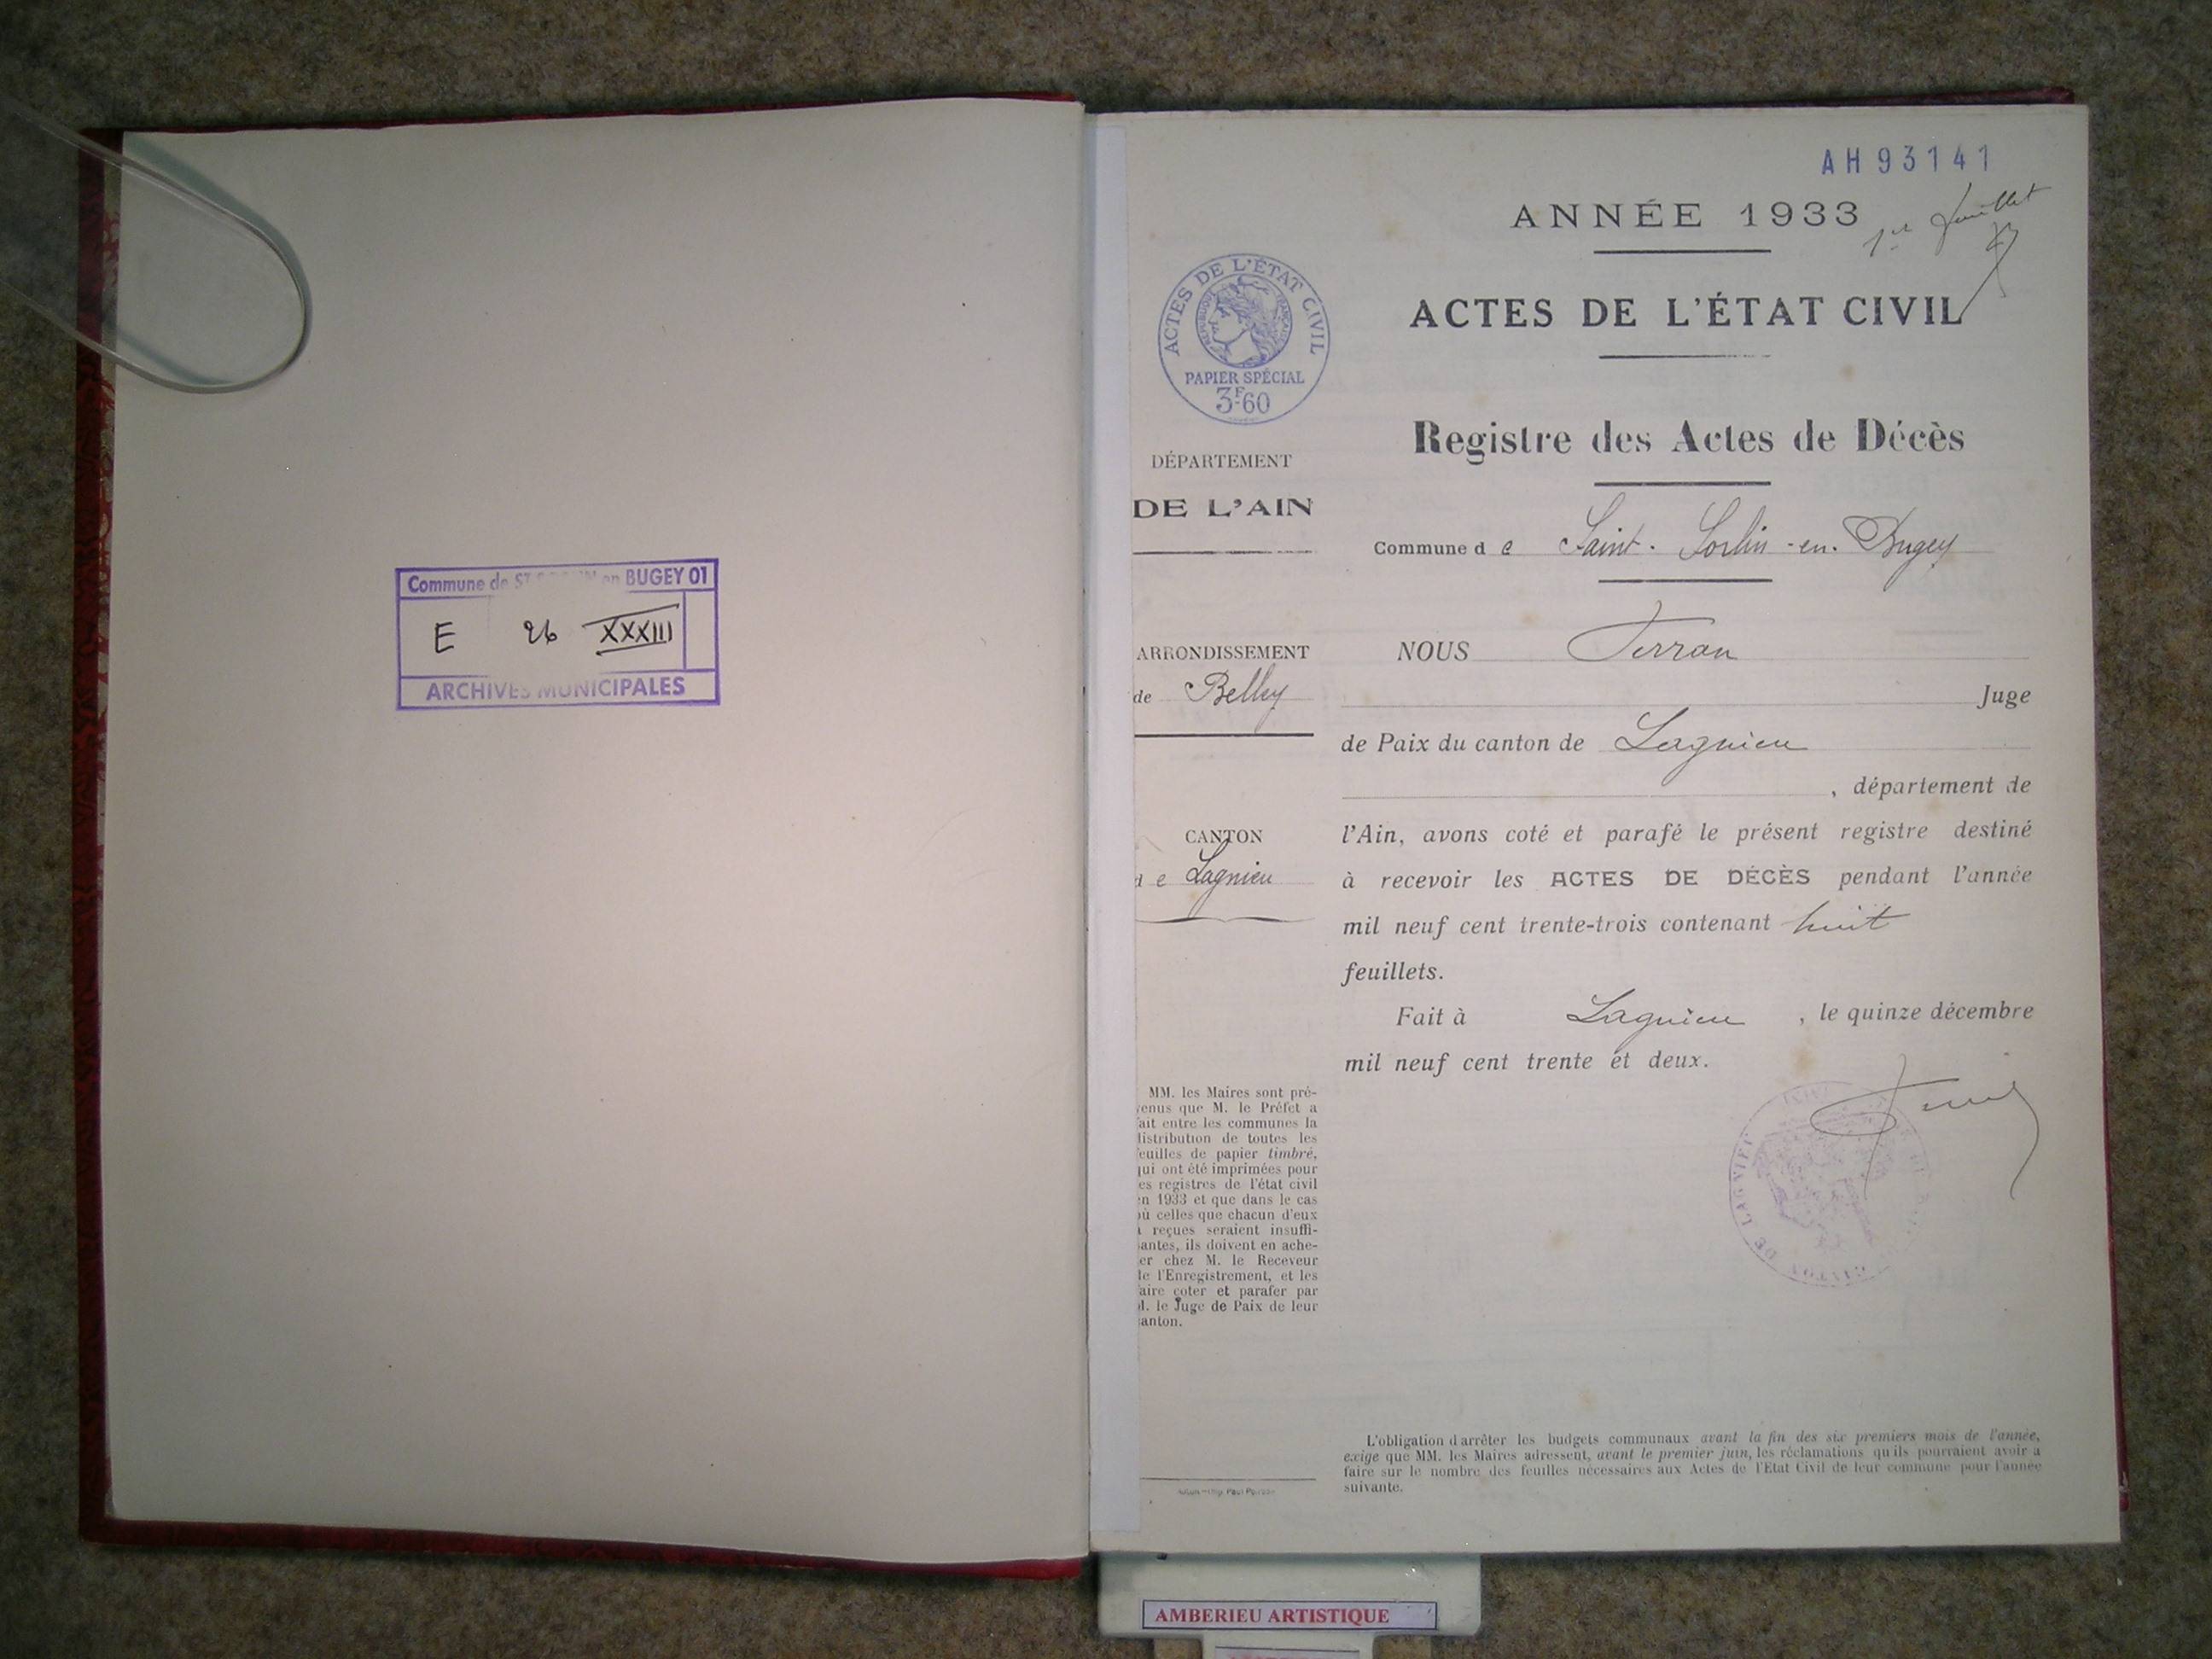 Commune de ST en BUGEY 01
E 26 XXXIII
ARCHIVES MUNICIPALES
AH 93141
ANNÉE 1933
1er feuillet
ACTES DE L'ÉTAT CIVIL
ACTES DE L'ÉTAT CIVIL
RÉPUBLIQUE FRANÇAISE
PAPIER SPÉCIAL
3F60
Registre des Actes de Décès
DÉPARTEMENT
DE L'AIN
Commune de Saint-Sorlin-en-Bugey
ARRONDISSEMENT
de Belley
CANTON
de Lagnieu
NOUS Ferran
Juge
de Paix du canton de Lagnieu
, département de
l'Ain, avons coté et parafé le présent registre destiné
à recevoir les ACTES DE DÉCÈS pendant l'année
mil neuf cent trente-trois contenant huit
feuillets.
Fait à Lagnieu, le quinze décembre
mil neuf cent trente et deux.
CANTON DE LAGNIEU
MM. les Maires sont pré-
venus que M. le Préfet a
fait entre les communes la
distribution de toutes les
feuilles de papier timbré,
qui ont été imprimées pour
les registres de l'état civil
en 1933 et que dans le cas
où celles que chacun d'eux
a reçues seraient insuffi-
santes, ils doivent en ache-
ter chez M. le Receveur
de l'Enregistrement, et les
faire coter et parafer par
M. le Juge de Paix de leur
canton.
L'obligation d'arrêter les budgets communaux avant la fin des six premiers mois de l'année,
exige que MM. les Maires adressent, avant le premier juin, les réclamations qu'ils pourraient avoir à
faire sur le nombre des feuilles nécessaires aux Actes de l'Etat Civil de leur commune pour l'année
suivante.
AMBERIEU ARTISTIQUE